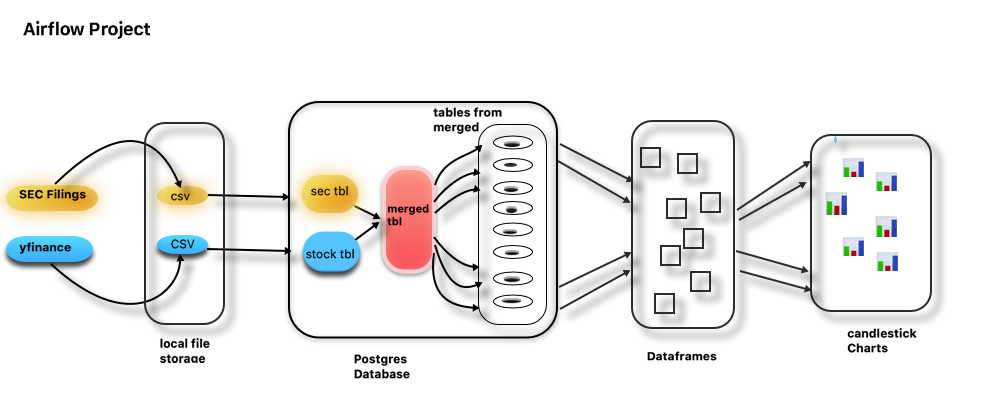 Airflow Project
tables from
merged
SEC Filings
csv
sec tbl
merged
tbl
yfinance
CSV
stock tbl
local file
storage
Postgres
Database
Dataframes
candlestick
Charts